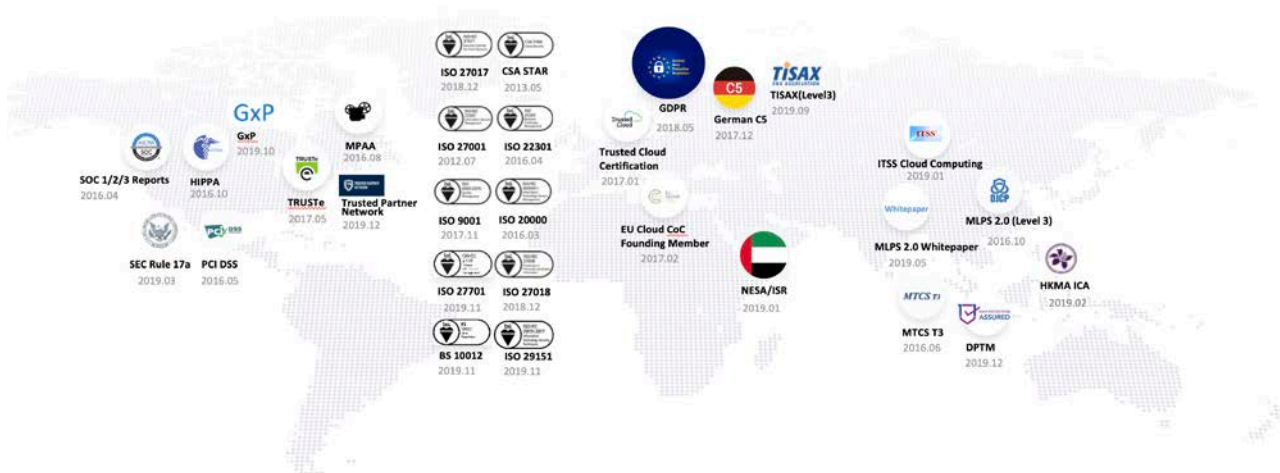 GxP
GxP
2019.10
SOC
SOC 1/2/3 Reports
2016.04
HIPPA
2016.10
TRUSTe
TRUSTe
2017.05
MPAA
2016.08
Trusted Partner
Network
2019.12
SEC Rule 17a
2019.03
PCI DSS
PCI DSS
2016.05
ISO 27017
2018.12
CSA STAR
2013.05
ISO 27001
2012.07
ISO 22301
2016.04
ISO 9001
2017.11
ISO 20000
2016.03
ISO 27701
2019.11
ISO 27018
2018.12
BS 10012
2019.11
ISO 29151
2019.11
GDPR
2018.05
C5
German C5
2017.12
TISAX
TISAX(Level3)
2019.09
Trusted
Cloud
Trusted Cloud
Certification
2017.01
EU Cloud CoC
Founding Member
2017.02
NESA/ISR
2019.01
ITSS
ITSS Cloud Computing
2019.01
Whitepaper
MLPS 2.0 Whitepaper
2019.05
MLPS 2.0 (Level 3)
2016.10
HKMA ICA
2019.02
MTCS T3
MTCS T3
2016.06
ASSURED
DPTM
2019.12